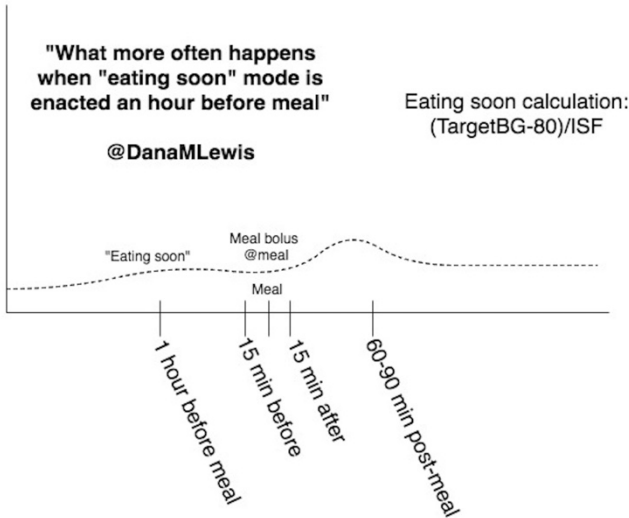 "What more often happens
when "eating soon" mode is
enacted an hour before meal"
@DanaMLewis
Eating soon calculation:
(TargetBG-80)/ISF
"Eating soon"
Meal bolus
@meal
Meal
1 hour before meal
15 min before
15 min after
60-90 min post-meal